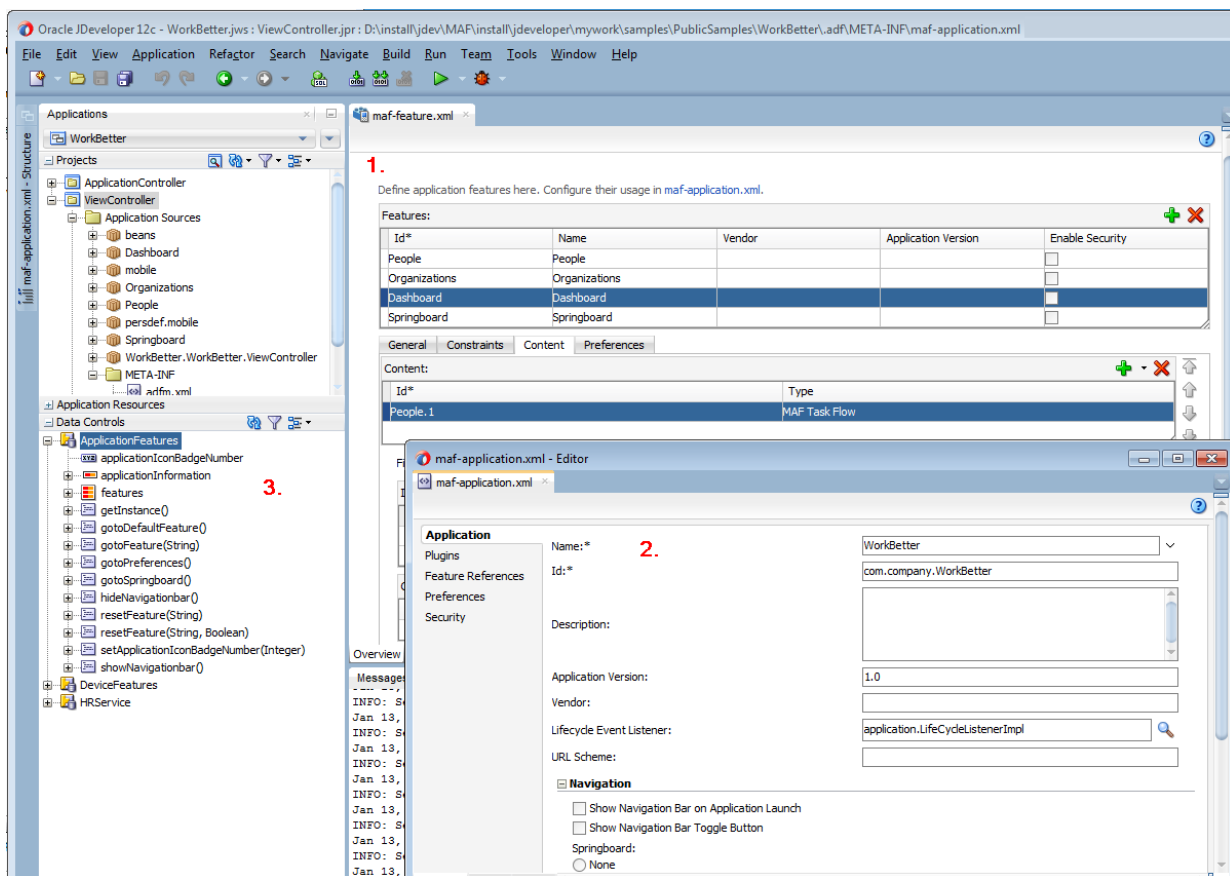 Oracle JDeveloper 12c - WorkBetter.jws : ViewController.jpr : D:\install\jdev\MAF\install\jdeveloper\mywork\samples\PublicSamples\WorkBetter\.adf\META-INF\maf-application.xml
File Edit View Application Refactor Search Navigate Build Run Team Tools Window Help
maf-application.xml - Structure
Applications
WorkBetter
Projects
ApplicationController
ViewController
Application Sources
beans
Dashboard
mobile
Organizations
People
persdef.mobile
Springboard
WorkBetter.WorkBetter.ViewController
META-INF
adfm.xml
Application Resources
Data Controls
ApplicationFeatures
applicationIconBadgeNumber
applicationInformation
3.
features
getInstance()
gotoDefaultFeature()
gotoFeature(String)
gotoPreferences()
gotoSpringboard()
hideNavigationbar()
resetFeature(String)
resetFeature(String, Boolean)
setApplicationIconBadgeNumber(Integer)
showNavigationbar()
DeviceFeatures
HRService
maf-feature.xml
1.
Define application features here. Configure their usage in maf-application.xml.
Features:
Id* Name Vendor Application Version Enable Security
People People
Organizations Organizations
Dashboard Dashboard
Springboard Springboard
General Constraints Content Preferences
Content:
Id* Type
People.1 MAF Task Flow
Overview
Messages
INFO: Se
Jan 13,
INFO: Se
Jan 13,
INFO: Se
Jan 13,
INFO: Se
Jan 13,
INFO: Se
Jan 13,
INFO: Se
Jan 13,
maf-application.xml - Editor
maf-application.xml
Application
Plugins
Feature References
Preferences
Security
2.
Name:* WorkBetter
Id:* com.company.WorkBetter
Description:
Application Version: 1.0
Vendor:
Lifecycle Event Listener: application.LifeCycleListenerImpl
URL Scheme:
Navigation
Show Navigation Bar on Application Launch
Show Navigation Bar Toggle Button
Springboard:
None